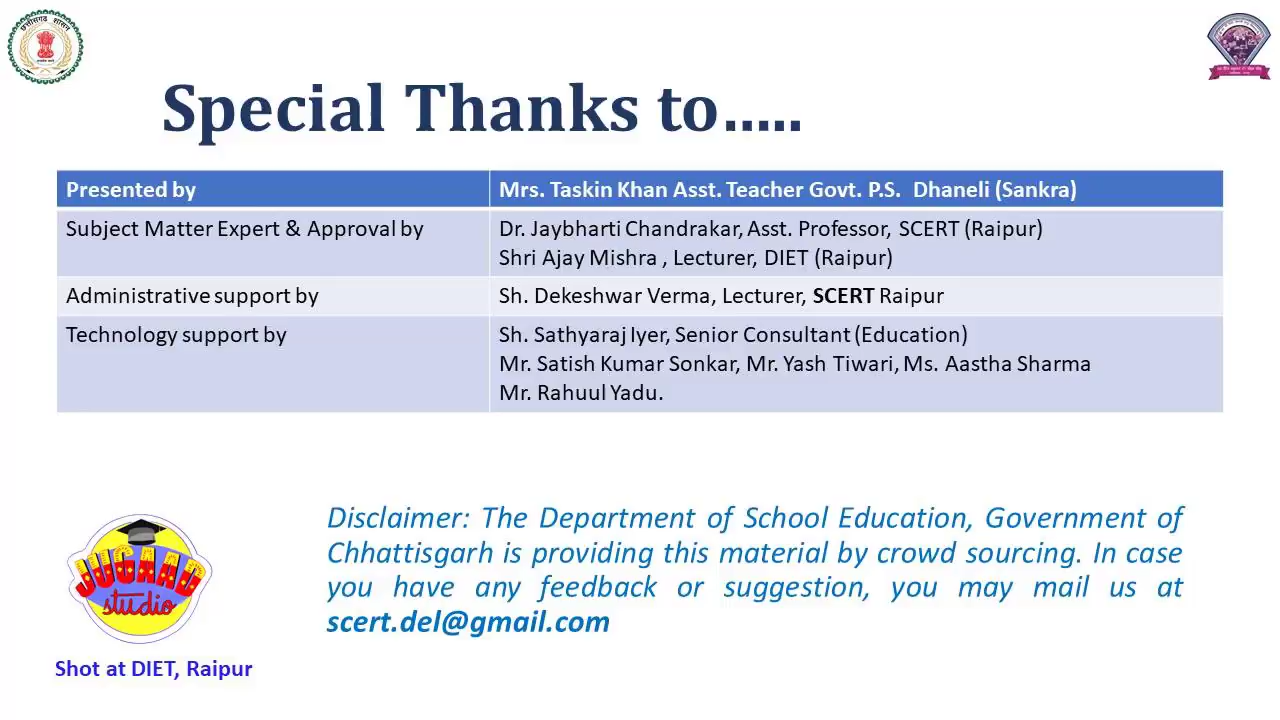 छत्तीसगढ़ शासन
Special Thanks to.....
Presented by
Mrs. Taskin Khan Asst. Teacher Govt. P.S. Dhaneli (Sankra)
Subject Matter Expert & Approval by
Dr. Jaybharti Chandrakar, Asst. Professor, SCERT (Raipur)
Shri Ajay Mishra , Lecturer, DIET (Raipur)
Administrative support by
Sh. Dekeshwar Verma, Lecturer, SCERT Raipur
Technology support by
Sh. Sathyaraj Iyer, Senior Consultant (Education)
Mr. Satish Kumar Sonkar, Mr. Yash Tiwari, Ms. Aastha Sharma
Mr. Rahuul Yadu.
Disclaimer: The Department of School Education, Government of
Chhattisgarh is providing this material by crowd sourcing. In case
you have any feedback or suggestion, you may mail us at
scert.del@gmail.com
JUGAAD
studio
Shot at DIET, Raipur